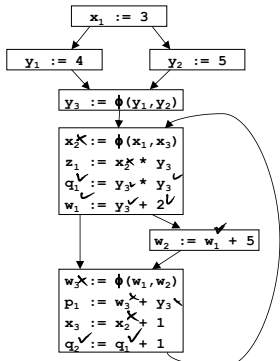 x₁ := 3
y₁ := 4
y₂ := 5
y₃ := ϕ(y₁,y₂)
x₂ := ϕ(x₁,x₃)
z₁ := x₂ * y₃
q₁ := y₃ * y₃
w₁ := y₃ + 2
w₂ := w₁ + 5
w₃ := ϕ(w₁,w₂)
p₁ := w₃ + y₃
x₃ := x₂ + 1
q₂ := q₁ + 1